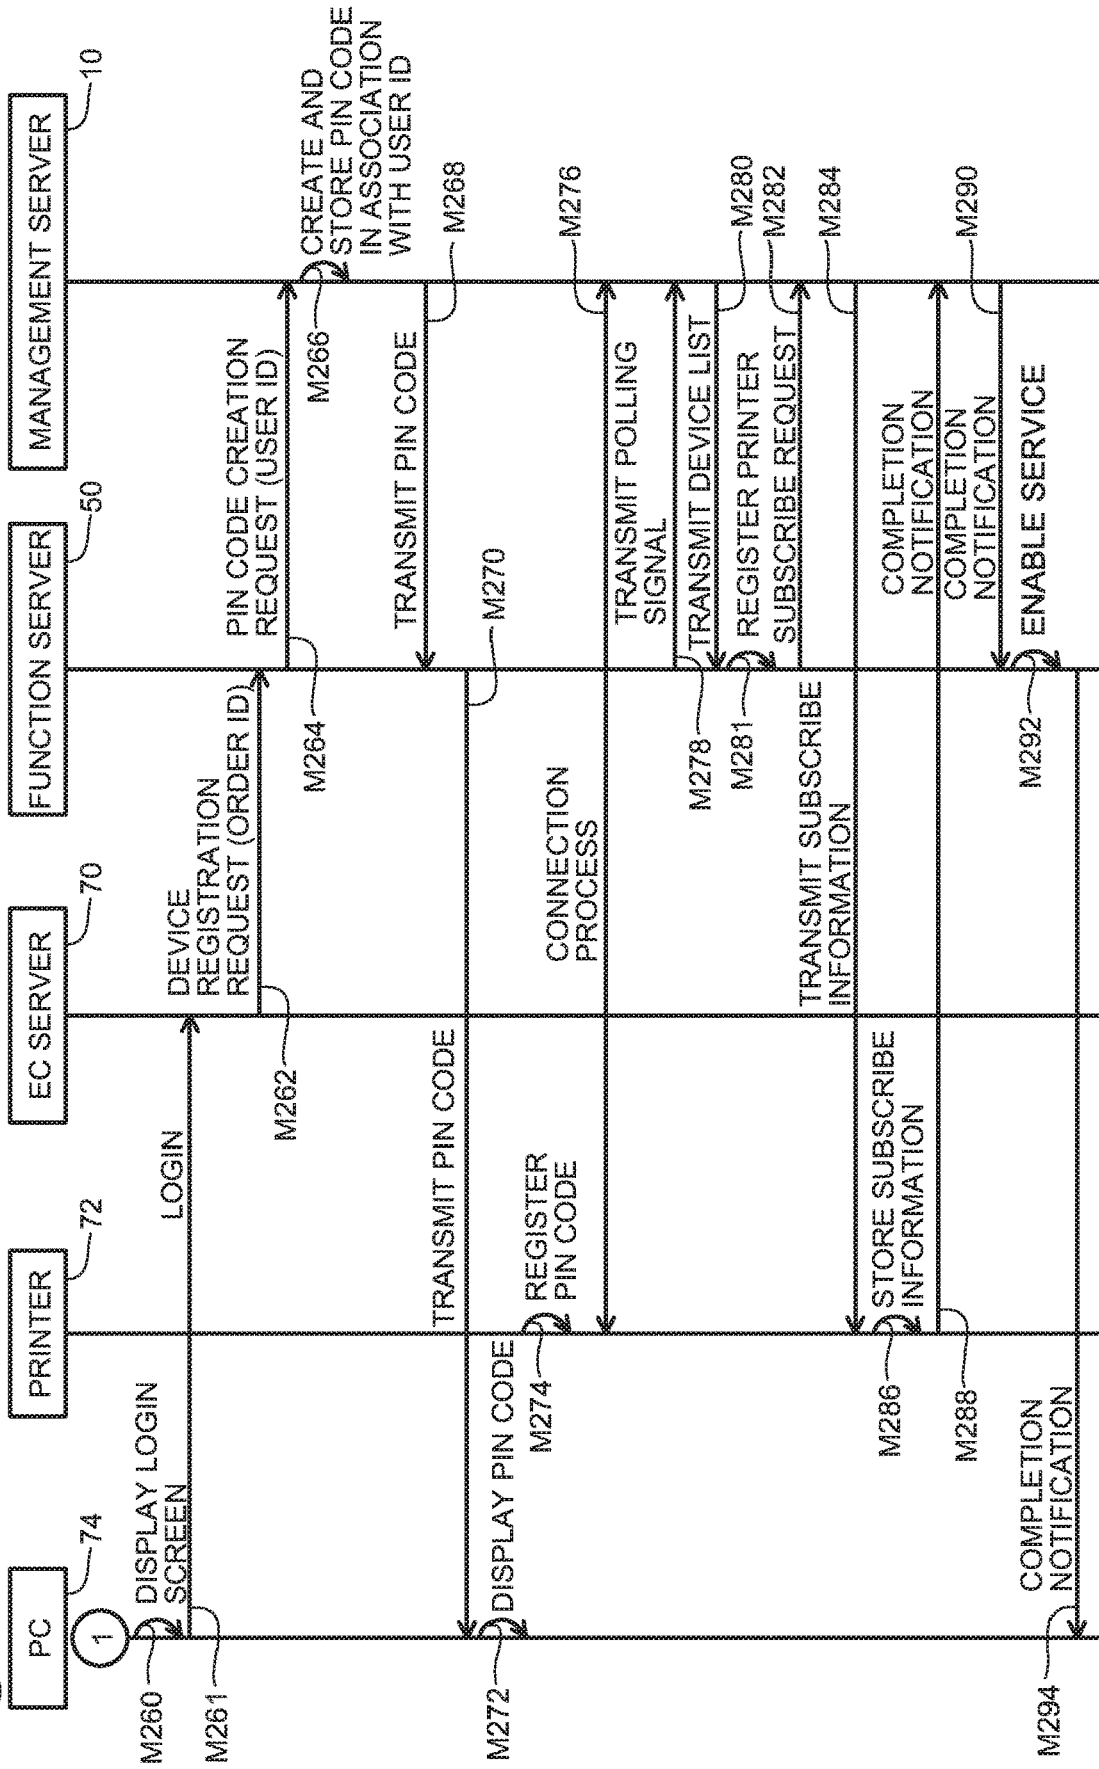 PC
74
PRINTER
72
EC SERVER
70
FUNCTION SERVER
50
MANAGEMENT SERVER
10
1
M260
DISPLAY LOGIN
SCREEN
M261
LOGIN
DEVICE
REGISTRATION
REQUEST (ORDER ID)
M262
PIN CODE CREATION
REQUEST (USER ID)
M264
M266
CREATE AND
STORE PIN CODE
IN ASSOCIATION
WITH USER ID
TRANSMIT PIN CODE
M268
TRANSMIT PIN CODE
M270
M272
DISPLAY PIN CODE
M274
REGISTER
PIN CODE
CONNECTION
PROCESS
M276
TRANSMIT POLLING
SIGNAL
M278
TRANSMIT DEVICE LIST
M280
M281
REGISTER PRINTER
SUBSCRIBE REQUEST
M282
TRANSMIT SUBSCRIBE
INFORMATION
M284
M286
STORE SUBSCRIBE
INFORMATION
M288
COMPLETION
NOTIFICATION
COMPLETION
NOTIFICATION
M290
M292
ENABLE SERVICE
COMPLETION
NOTIFICATION
M294